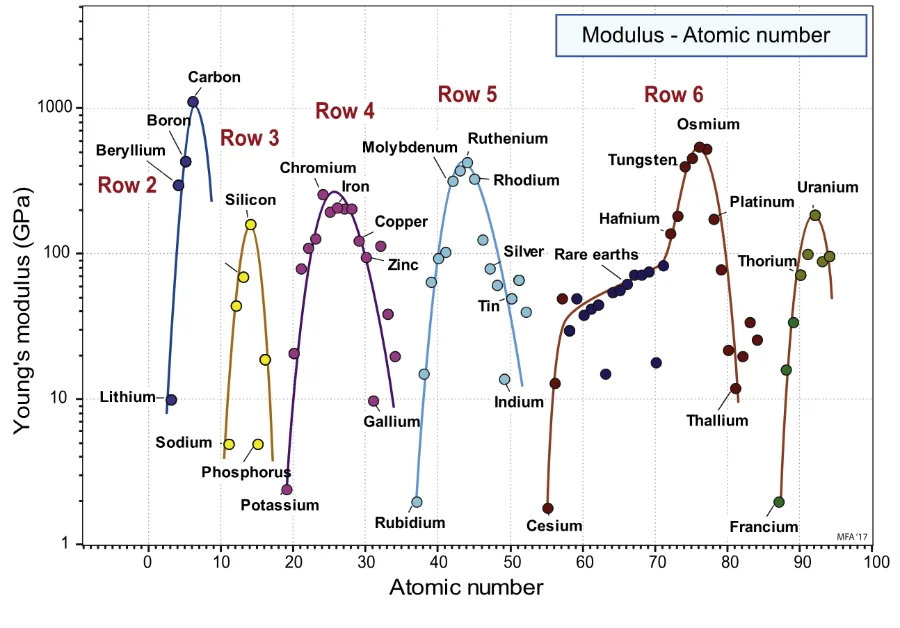 Modulus - Atomic number
Carbon
1000
Row 5
Row 6
Row 4
Boron
Osmium
Row 3
Ruthenium
Molybdenum
Beryllium
Tungsten
Chromium
Rhodium
Row 2
Iron
Uranium
Silicon
Platinum
Hafnium
Copper
100
Silver
Rare earths
Zinc
Thorium
Tin
Young's modulus (GPa)
10
Lithium
Indium
Gallium
Thallium
Sodium
Phosphorus
Potassium
Rubidium
Cesium
Francium
MFA '17
1
0 10 20 30 40 50 60 70 80 90 100
Atomic number